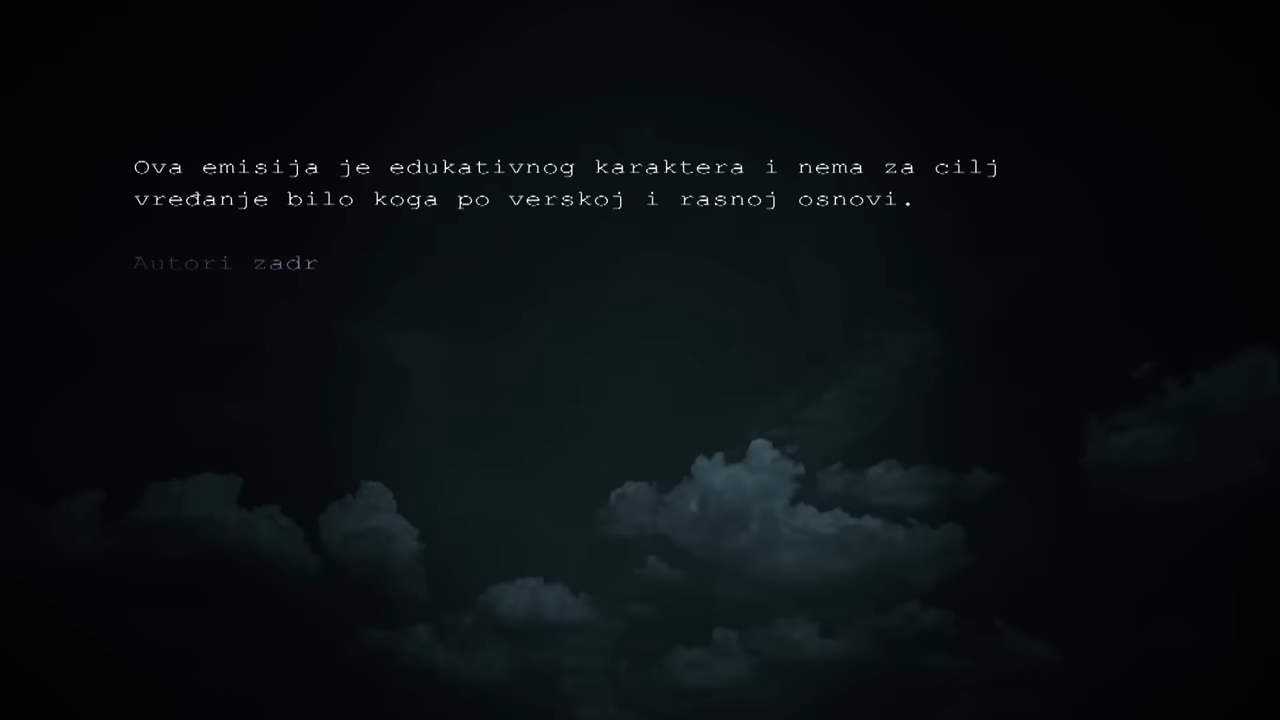 Ova emisija je edukativnog karaktera i nema za cilj
vređanje bilo koga po verskoj i rasnoj osnovi.
Autori zadr